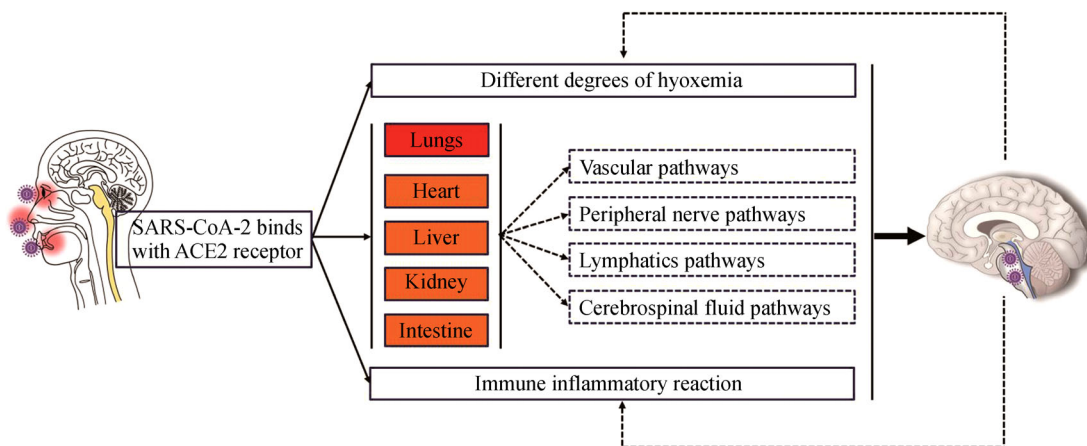 Different degrees of hyoxemia
Lungs
Heart
Liver
Kidney
Intestine
SARS-CoA-2 binds
with ACE2 receptor
Vascular pathways
Peripheral nerve pathways
Lymphatics pathways
Cerebrospinal fluid pathways
Immune inflammatory reaction